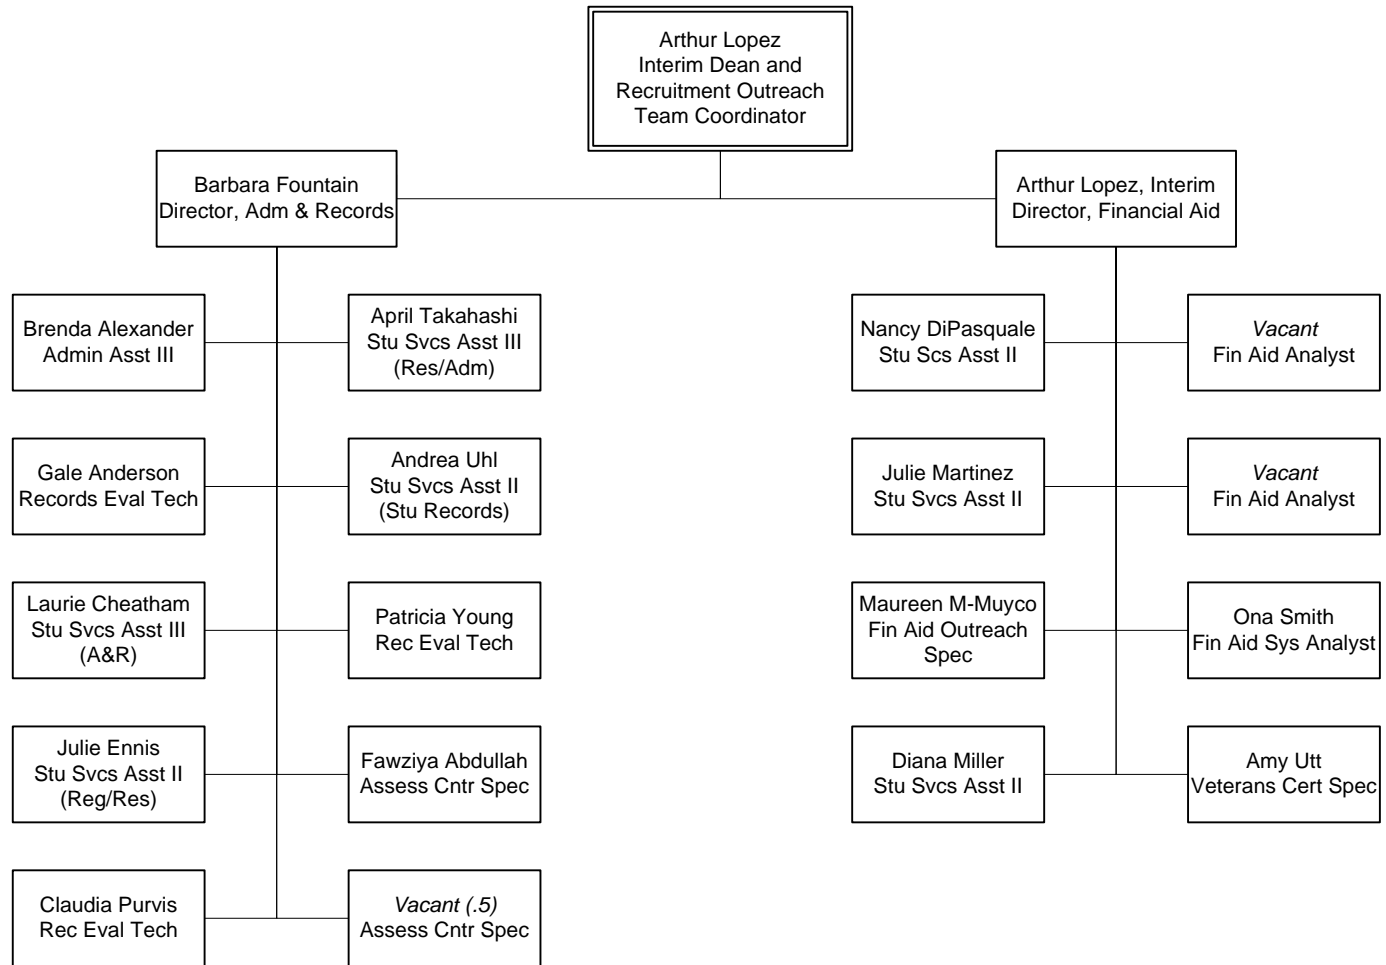 Arthur Lopez
Interim Dean and
Recruitment Outreach
Team Coordinator
Barbara Fountain
Director, Adm & Records
Arthur Lopez, Interim
Director, Financial Aid
Brenda Alexander
Admin Asst III
April Takahashi
Stu Svcs Asst III
(Res/Adm)
Nancy DiPasquale
Stu Scs Asst II
Vacant
Fin Aid Analyst
Gale Anderson
Records Eval Tech
Andrea Uhl
Stu Svcs Asst II
(Stu Records)
Julie Martinez
Stu Svcs Asst II
Vacant
Fin Aid Analyst
Laurie Cheatham
Stu Svcs Asst III
(A&R)
Patricia Young
Rec Eval Tech
Maureen M-Muyco
Fin Aid Outreach
Spec
Ona Smith
Fin Aid Sys Analyst
Julie Ennis
Stu Svcs Asst II
(Reg/Res)
Fawziya Abdullah
Assess Cntr Spec
Diana Miller
Stu Svcs Asst II
Amy Utt
Veterans Cert Spec
Claudia Purvis
Rec Eval Tech
Vacant (.5)
Assess Cntr Spec